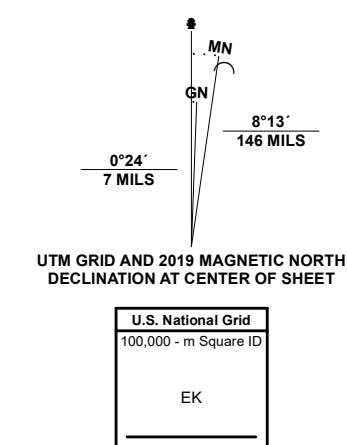 MN
GN
8°13´
146 MILS
0°24´
7 MILS
UTM GRID AND 2019 MAGNETIC NORTH
DECLINATION AT CENTER OF SHEET
U.S. National Grid
100,000 - m Square ID
EK